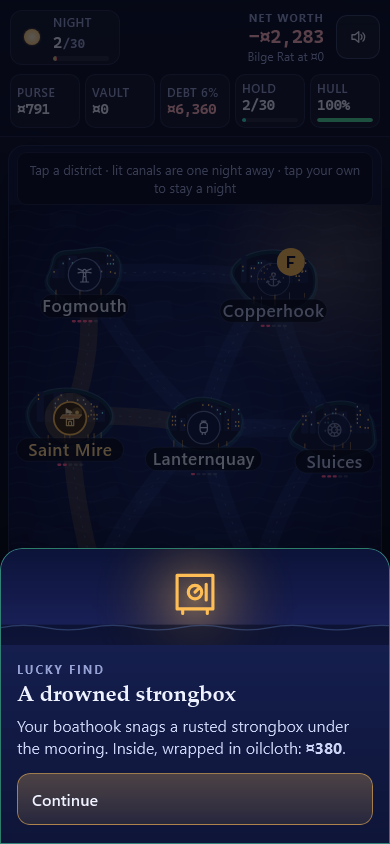 NIGHT
2/30
NET WORTH
−¤2,283
Bilge Rat at ¤0
PURSE
¤791
VAULT
¤0
DEBT 6%
¤6,360
HOLD
2/30
HULL
100%
Tap a district · lit canals are one night away · tap your own
to stay a night
F
Fogmouth
Copperhook
Saint Mire
Lanternquay
Sluices
LUCKY FIND
A drowned strongbox
Your boathook snags a rusted strongbox under
the mooring. Inside, wrapped in oilcloth: ¤380.
Continue